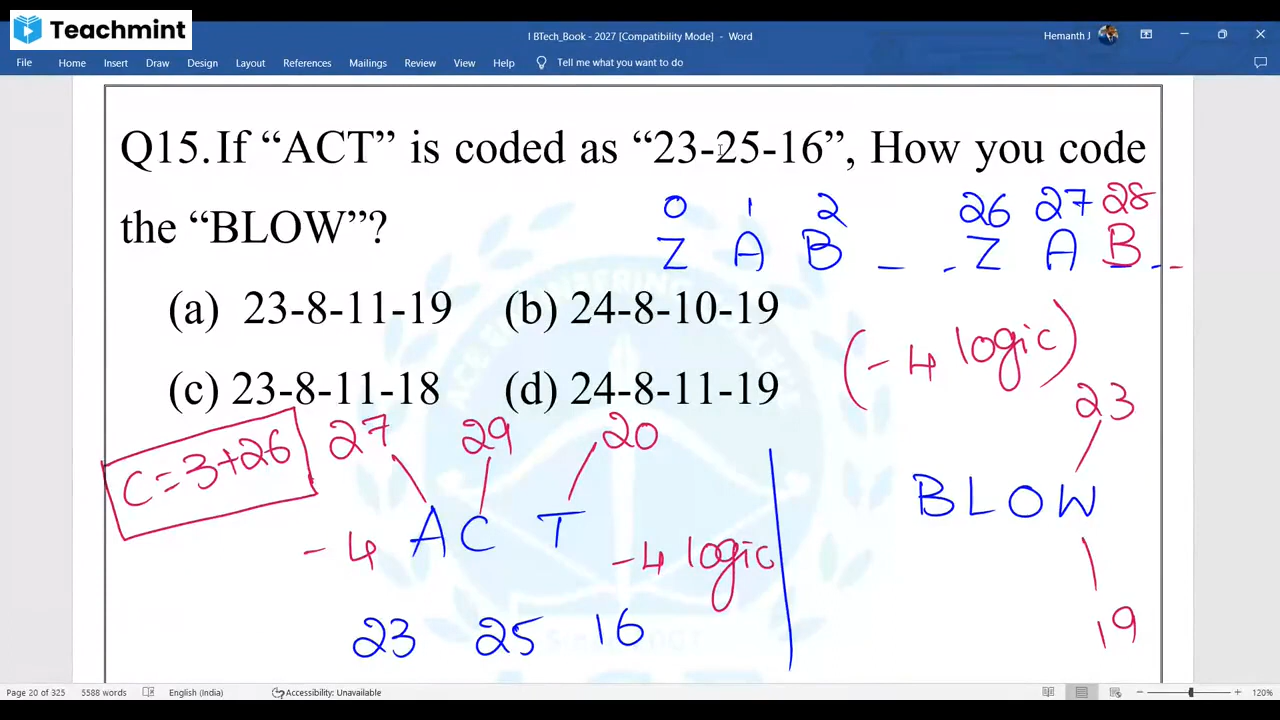 Teachmint
I BTech_Book - 2027 [Compatibility Mode] - Word
Hemanth J
File Home Insert Draw Design Layout References Mailings Review View Help Tell me what you want to do
Q15. If “ACT” is coded as “23-25-16”, How you code
the “BLOW”?
0 1 2 26 27 28
Z A B _ _ Z A B _ _
(a) 23-8-11-19 (b) 24-8-10-19
(-4 logic)
(c) 23-8-11-18 (d) 24-8-11-19
23
C=3+26 27 29 20
BLOW
-4 A C T -4 logic
23 25 16
19
Page 20 of 325 5588 words English (India) Accessibility: Unavailable 120%